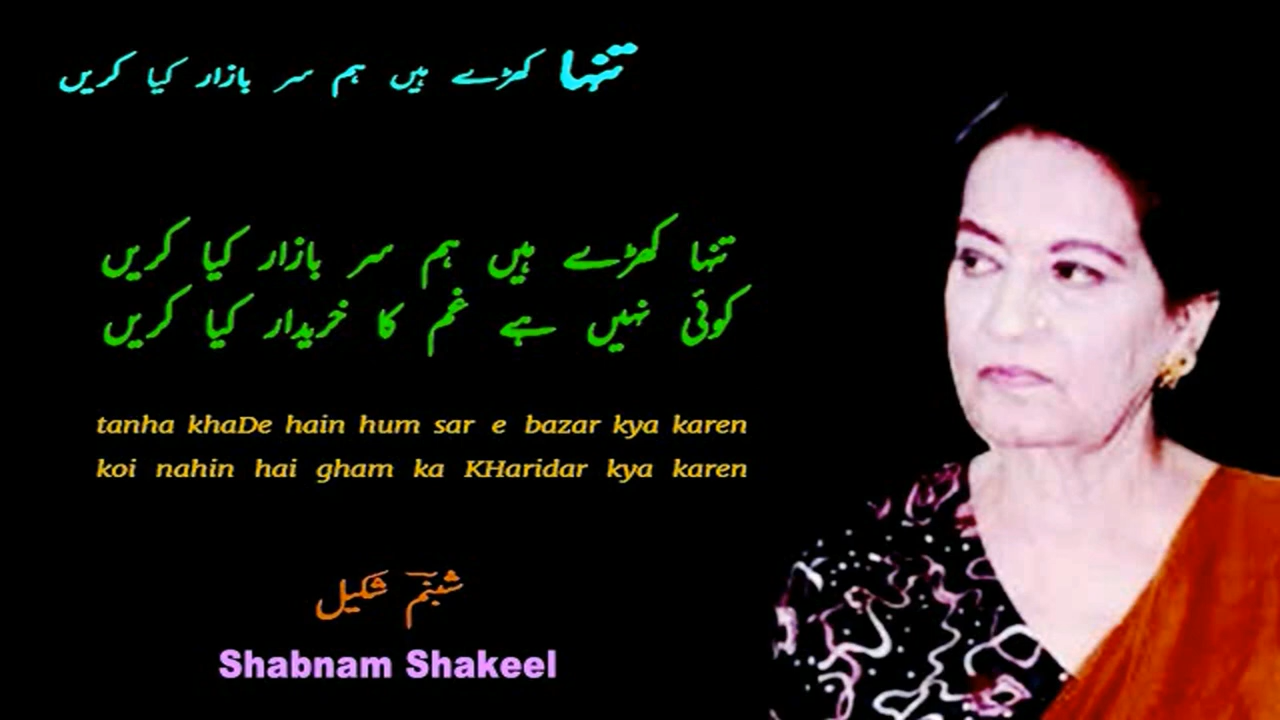 تنہا کھڑے ہیں ہم سر بازار کیا کریں
تنہا کھڑے ہیں ہم سر بازار کیا کریں
کوئی نہیں ہے غم کا خریدار کیا کریں
tanha khaDe hain hum sar e bazar kya karen
koi nahin hai gham ka KHaridar kya karen
شبنمؔ شکیل
Shabnam Shakeel